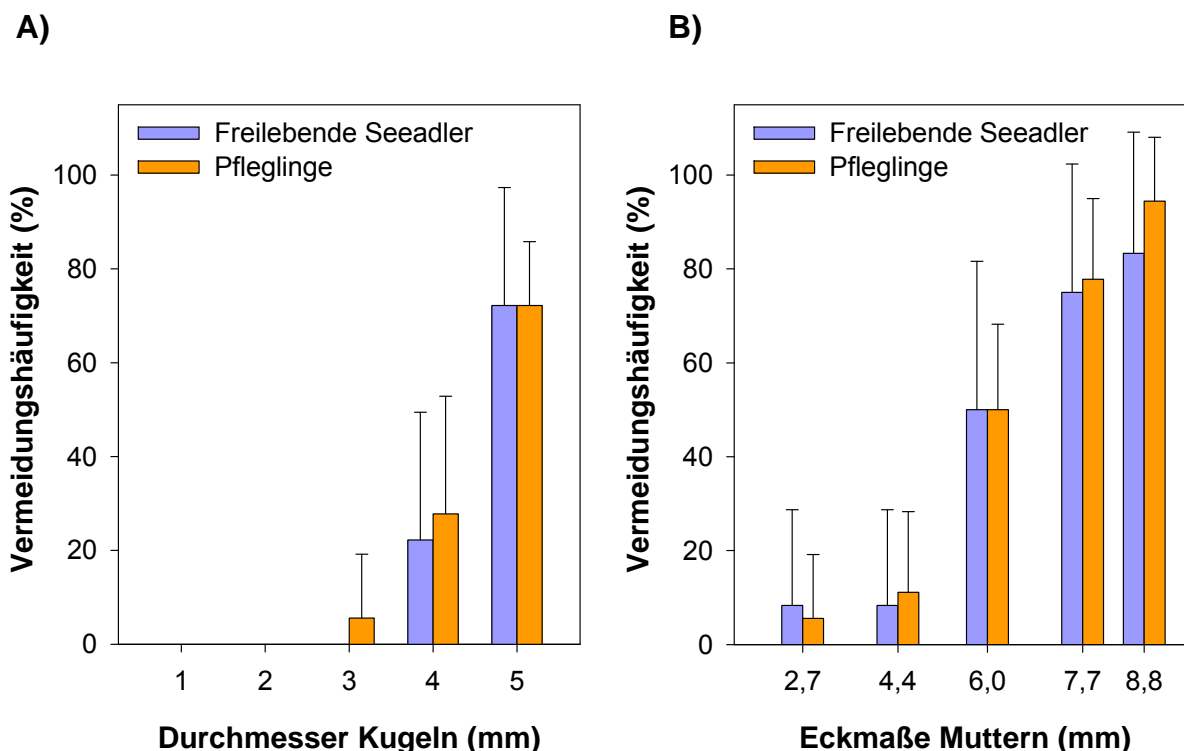 A)
Freilebende Seeadler
Pfleglinge
Vermeidungshäufigkeit (%)
100
80
60
40
20
0
1 2 3 4 5
Durchmesser Kugeln (mm)
B)
Freilebende Seeadler
Pfleglinge
Vermeidungshäufigkeit (%)
100
80
60
40
20
0
2,7 4,4 6,0 7,7 8,8
Eckmaße Muttern (mm)